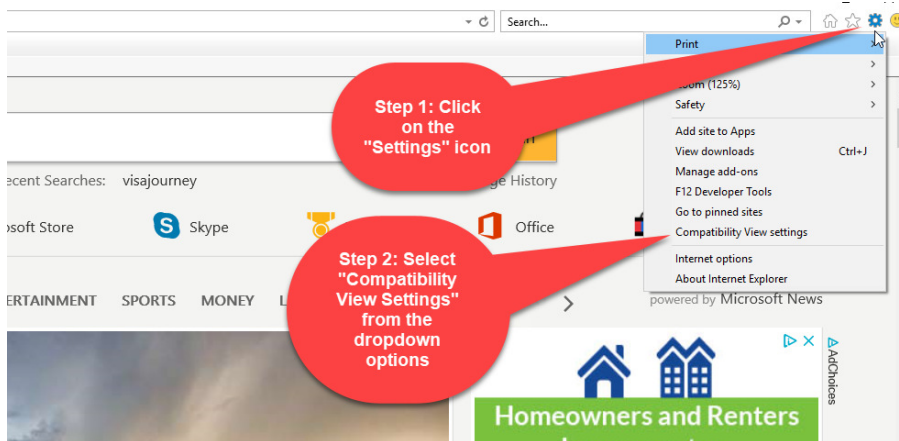 Search...
Print
Zoom (125%)
Safety
Add site to Apps
View downloads Ctrl+J
Manage add-ons
F12 Developer Tools
Go to pinned sites
Compatibility View settings
Internet options
About Internet Explorer
Step 1: Click
on the
"Settings" icon
ecent Searches: visajourney
History
osoft Store
Skype
Office
Step 2: Select
"Compatibility
View Settings"
from the
dropdown
options
ERTAINMENT SPORTS MONEY
powered by Microsoft News
AdChoices
Homeowners and Renters